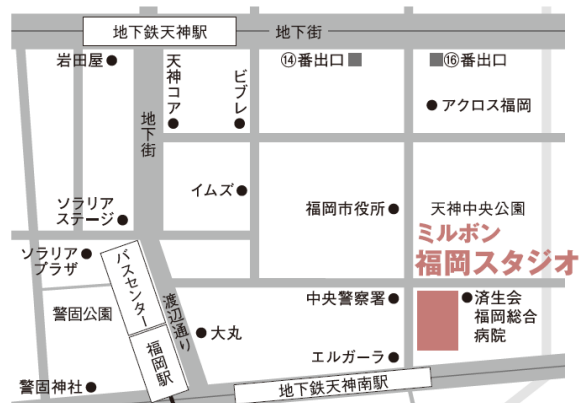 地下鉄天神駅
地下街
岩田屋
天神コア
ビブレ
⑭番出口
⑯番出口
アクロス福岡
地下街
イムズ
ソラリア
ステージ
福岡市役所
天神中央公園
ミルボン
福岡スタジオ
ソラリア
プラザ
バスセンター
渡辺通り
警固公園
中央警察署
済生会
福岡総合
病院
大丸
福岡駅
エルガーラ
警固神社
地下鉄天神南駅